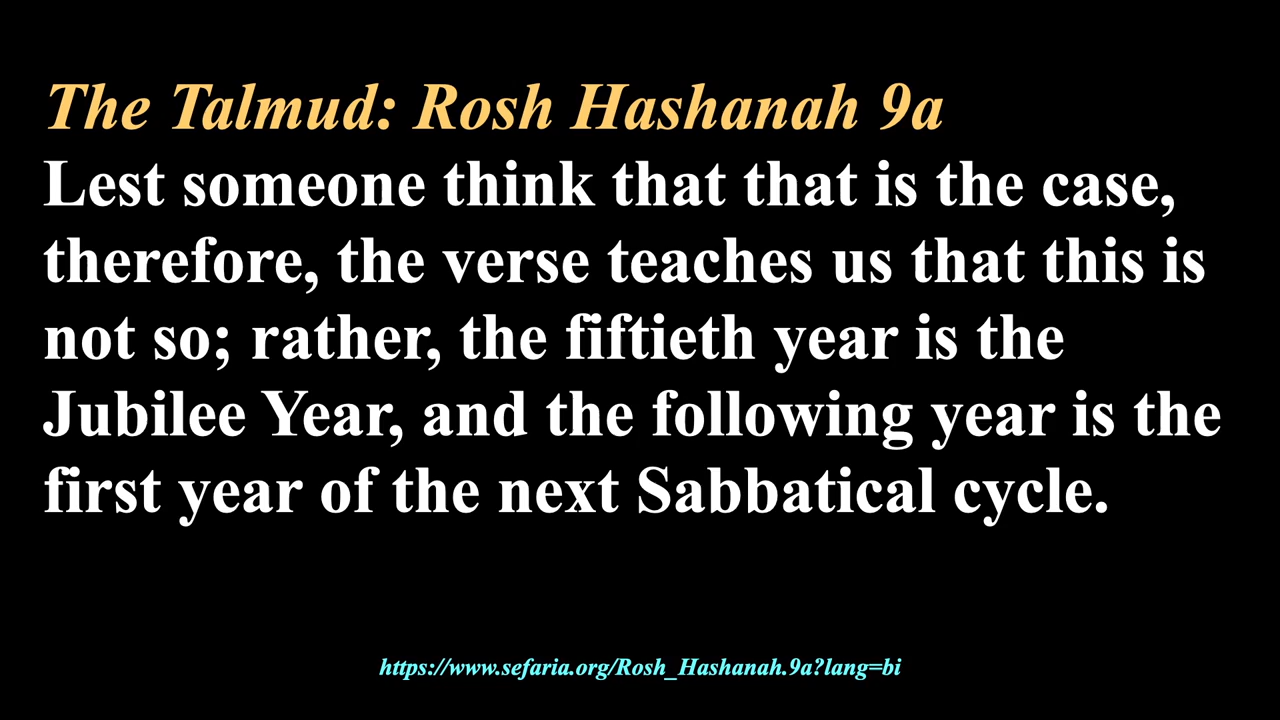 The Talmud: Rosh Hashanah 9a
Lest someone think that that is the case,
therefore, the verse teaches us that this is
not so; rather, the fiftieth year is the
Jubilee Year, and the following year is the
first year of the next Sabbatical cycle.
https://www.sefaria.org/Rosh_Hashanah.9a?lang=bi